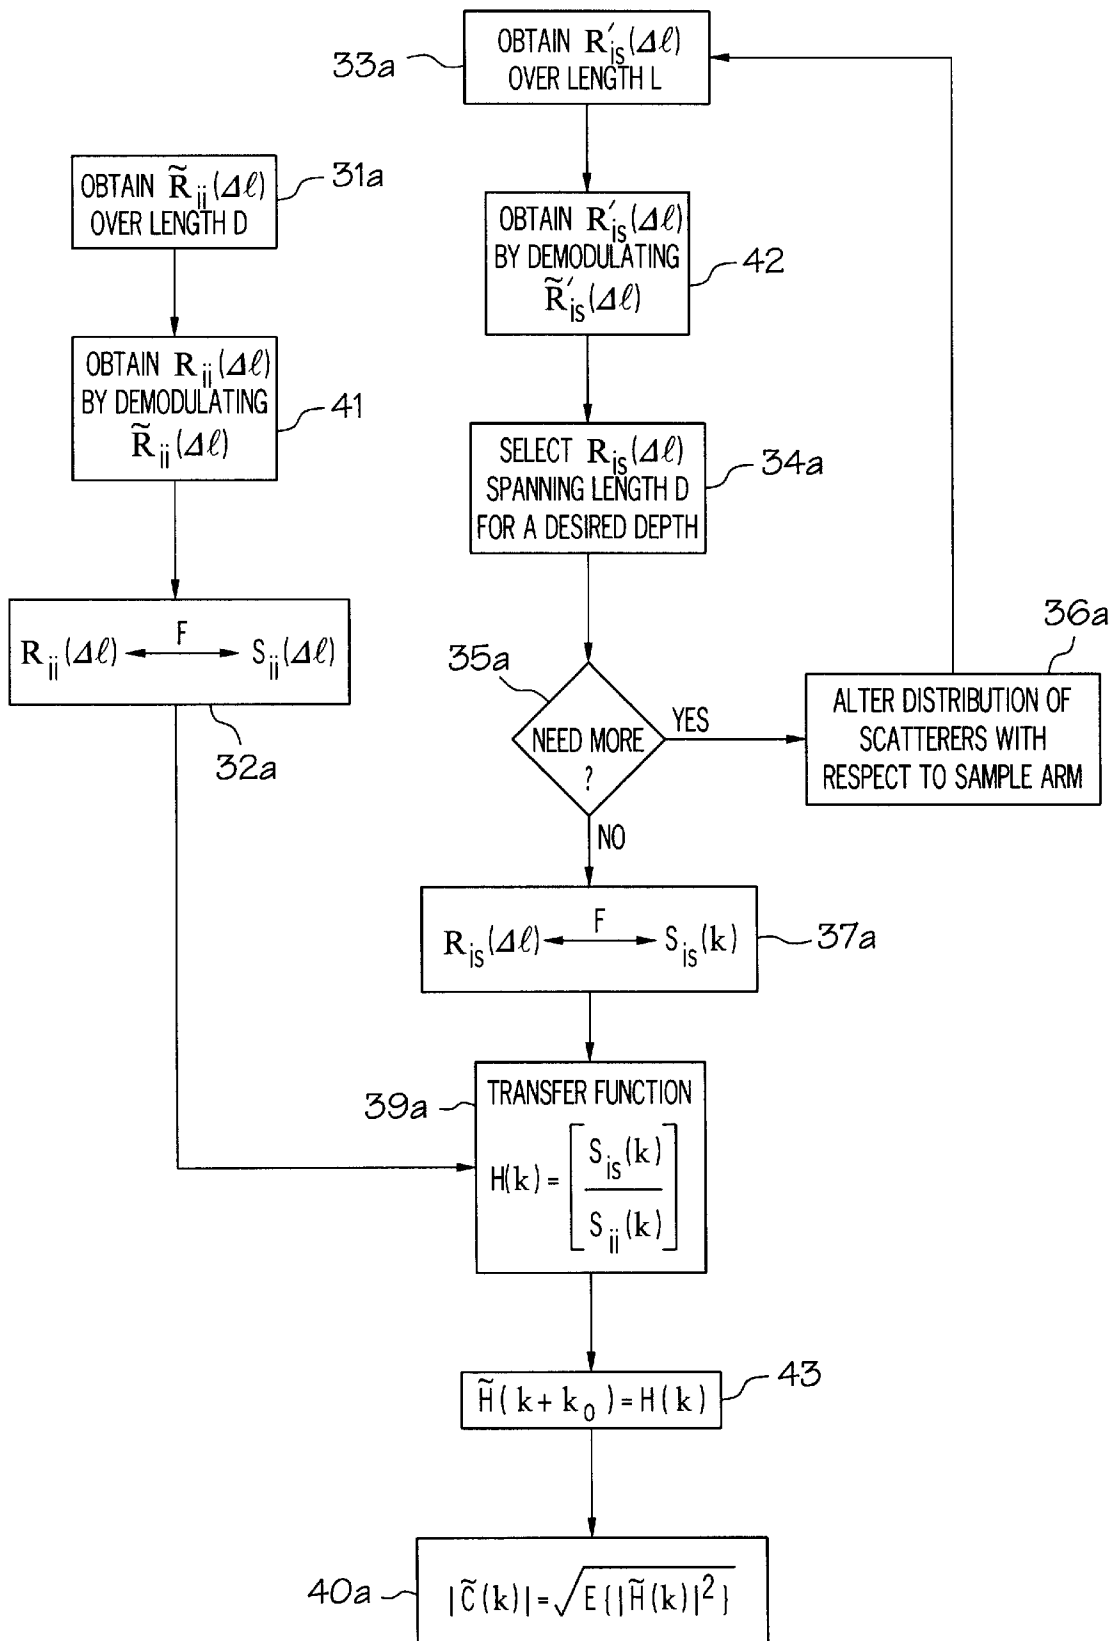 OBTAIN R′is(Δℓ)
OVER LENGTH L
33a
OBTAIN R̃ii(Δℓ)
OVER LENGTH D
31a
OBTAIN R′is(Δℓ)
BY DEMODULATING
R̃′is(Δℓ)
42
OBTAIN Rii(Δℓ)
BY DEMODULATING
R̃ii(Δℓ)
41
SELECT Ris(Δℓ)
SPANNING LENGTH D
FOR A DESIRED DEPTH
34a
Rii(Δℓ) F Sii(Δℓ)
32a
35a
NEED MORE
?
YES
NO
36a
ALTER DISTRIBUTION OF
SCATTERERS WITH
RESPECT TO SAMPLE ARM
Ris(Δℓ) F Sis(k)
37a
39a
TRANSFER FUNCTION
H(k) = [Sis(k) / Sii(k)]
H̃(k+k0) = H(k)
43
40a
|C̃(k)| = √E{|H̃(k)|²}